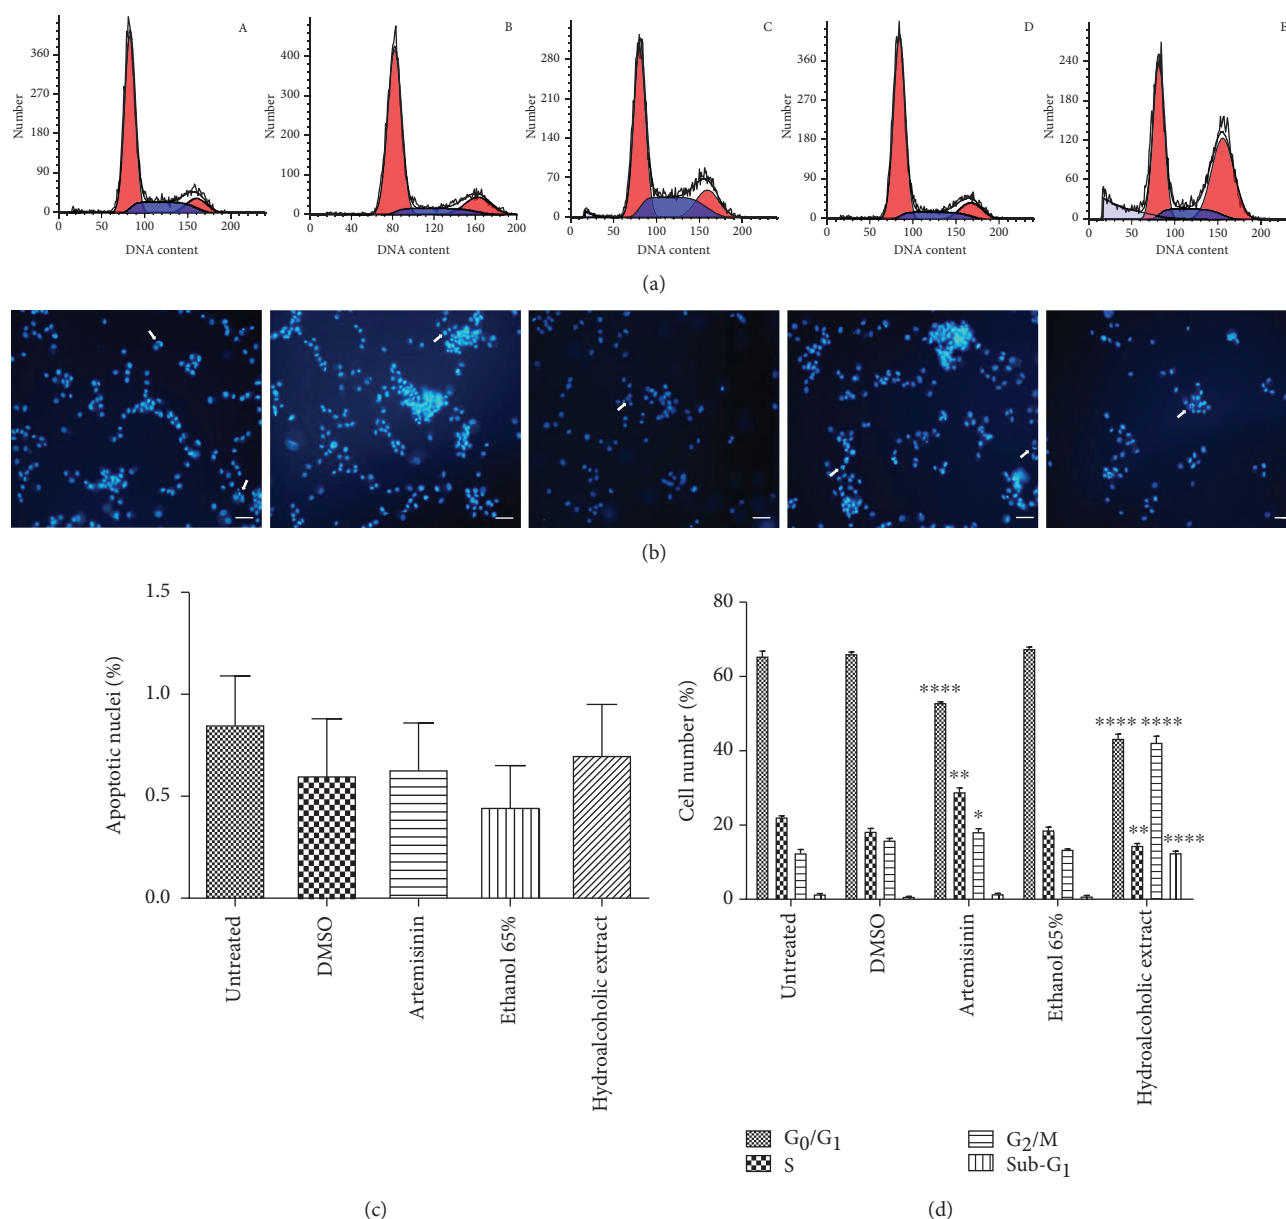 A
Number
360
270
180
90
0
0 50 100 150 200
DNA content
B
Number
400
300
200
100
0
0 40 80 120 160 200
DNA content
C
Number
280
210
140
70
0
0 50 100 150 200
DNA content
D
Number
360
270
180
90
0
0 50 100 150 200
DNA content
E
Number
240
180
120
60
0
0 50 100 150 200
DNA content
(a)
(b)
Apoptotic nuclei (%)
1.5
1.0
0.5
0.0
Untreated
DMSO
Artemisinin
Ethanol 65%
Hydroalcoholic extract
(c)
Cell number (%)
80
60
40
20
0
****
**
*
**** ****
**
****
Untreated
DMSO
Artemisinin
Ethanol 65%
Hydroalcoholic extract
G0/G1
S
G2/M
Sub-G1
(d)